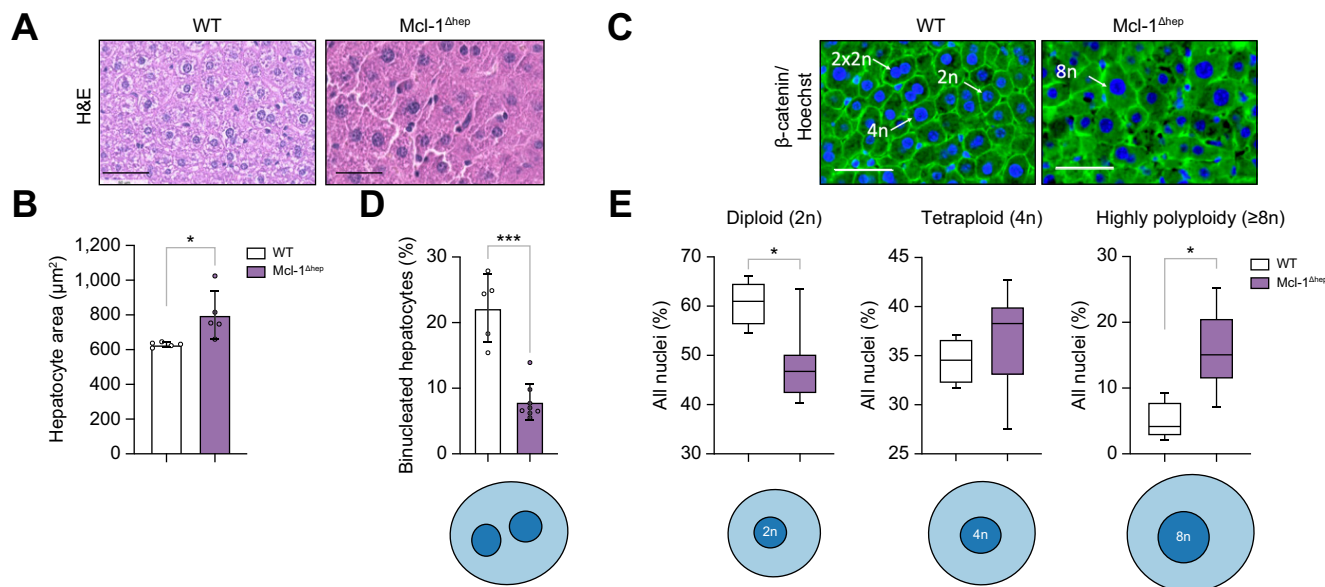 A
WT
Mcl-1Δhep
H&E
B
Hepatocyte area (μm²)
1,200
1,000
800
600
400
200
0
*
WT
Mcl-1Δhep
C
WT
Mcl-1Δhep
β-catenin/
Hoechst
2x2n
2n
4n
8n
D
Binucleated hepatocytes (%)
30
20
10
0
***
E
Diploid (2n)
All nuclei (%)
70
60
50
40
30
*
2n
Tetraploid (4n)
All nuclei (%)
45
40
35
30
25
4n
Highly polyploidy (≥8n)
All nuclei (%)
30
20
10
0
*
8n
WT
Mcl-1Δhep